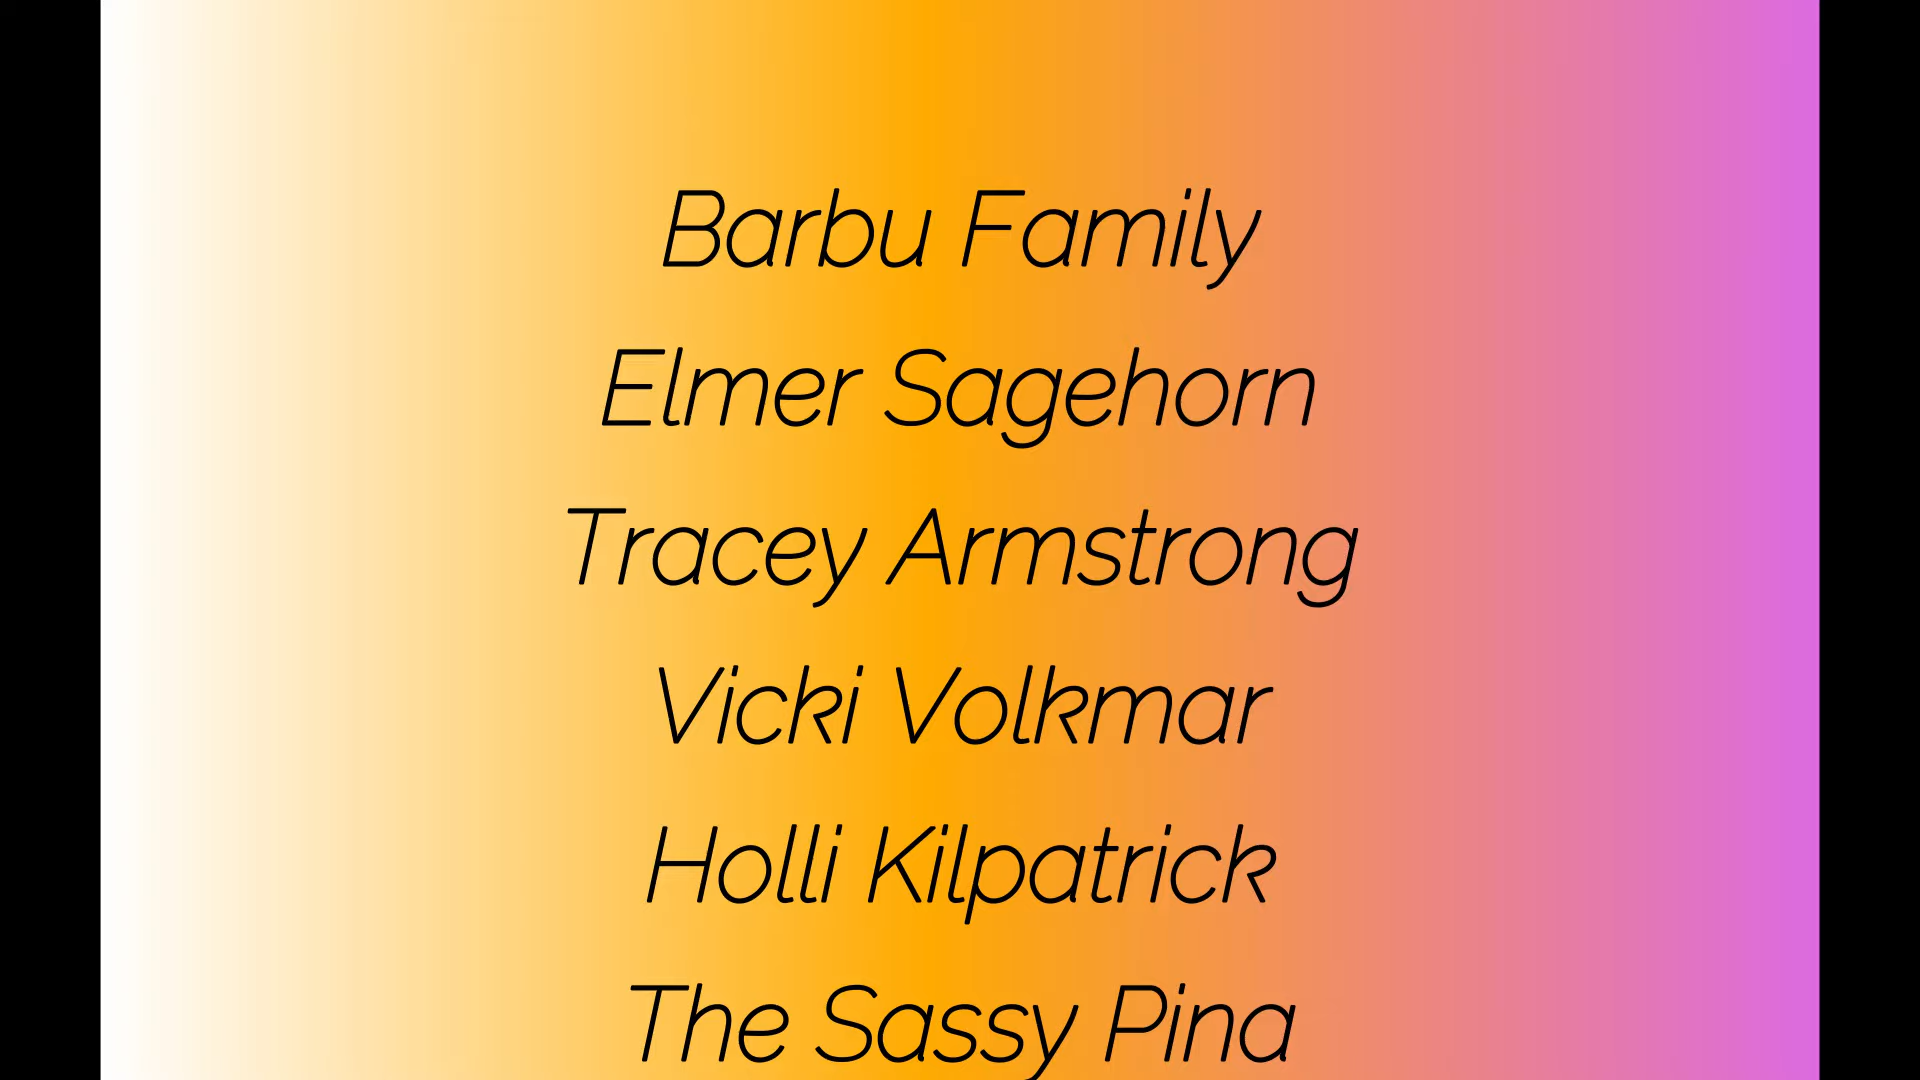 Barbu Family
Elmer Sagehorn
Tracey Armstrong
Vicki Volkmar
Holli Kilpatrick
The Sassy Pina